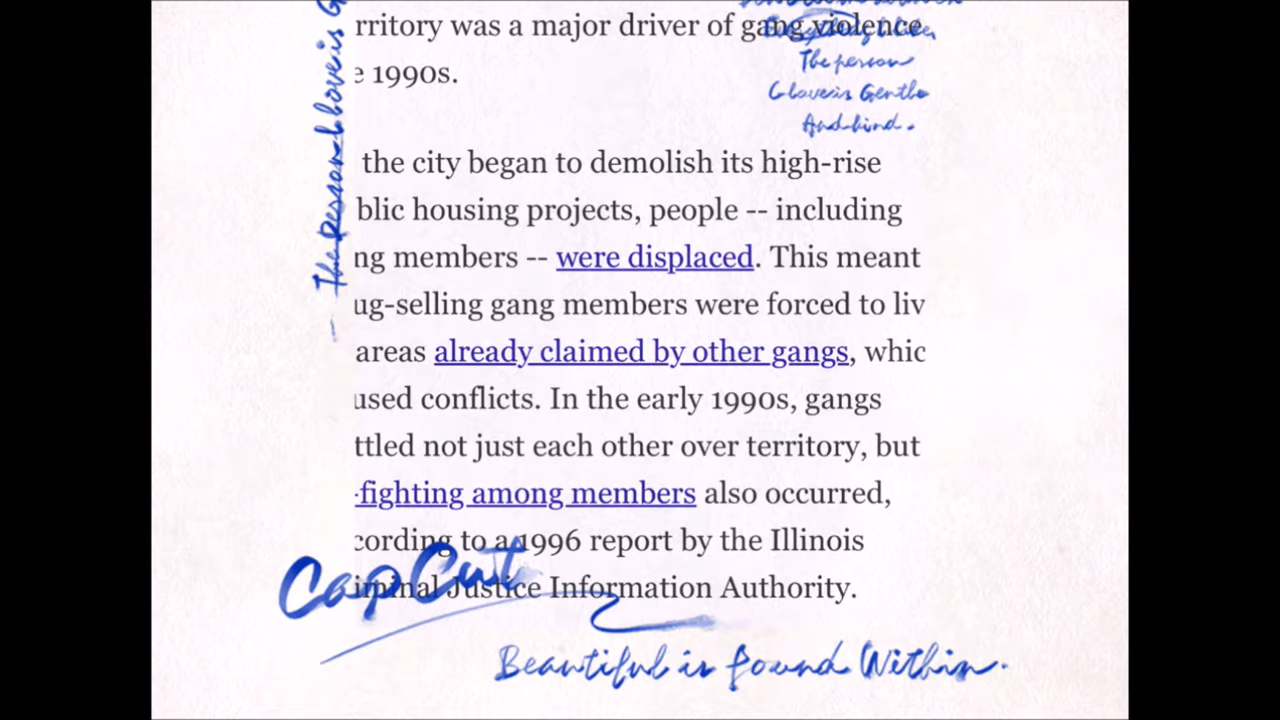 rritory was a major driver of gang violence
e 1990s.
The person
I love is Gentle
And kind.
the city began to demolish its high-rise
blic housing projects, people -- including
ng members -- were displaced. This meant
ug-selling gang members were forced to liv
areas already claimed by other gangs, whic
used conflicts. In the early 1990s, gangs
ttled not just each other over territory, but
-fighting among members also occurred,
cording to a 1996 report by the Illinois
iminal Justice Information Authority.
CapCut
Beautiful is found Within.
- The person I love is G